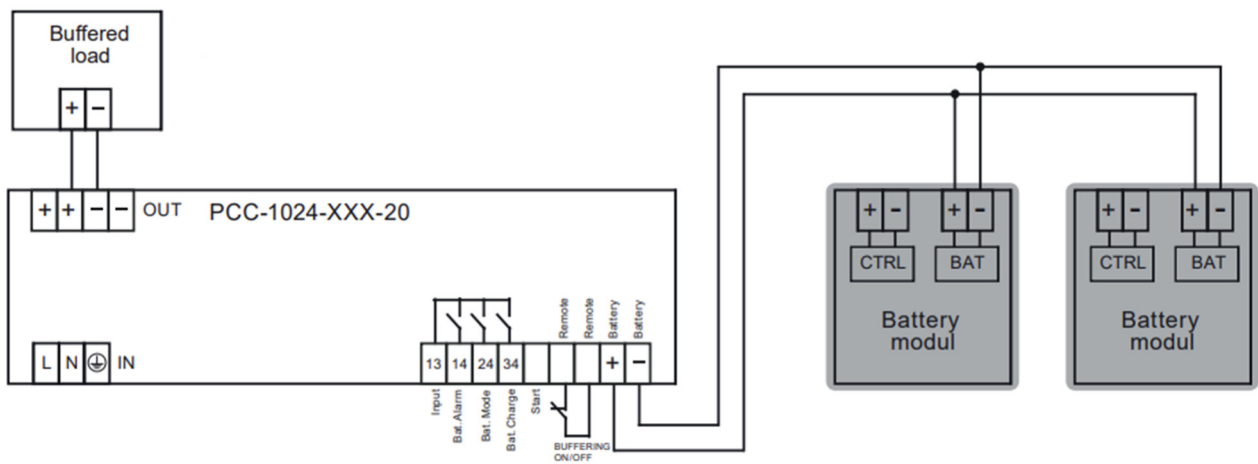 Buffered
load
+ −
+ + − − OUT PCC-1024-XXX-20
+ − + −
CTRL BAT
Battery
modul
+ − + −
CTRL BAT
Battery
modul
Remote
Remote
Battery
Battery
L N IN
13 14 24 34 + −
Input
Bat. Alarm
Bat. Mode
Bat. Charge
Start
BUFFERING
ON/OFF